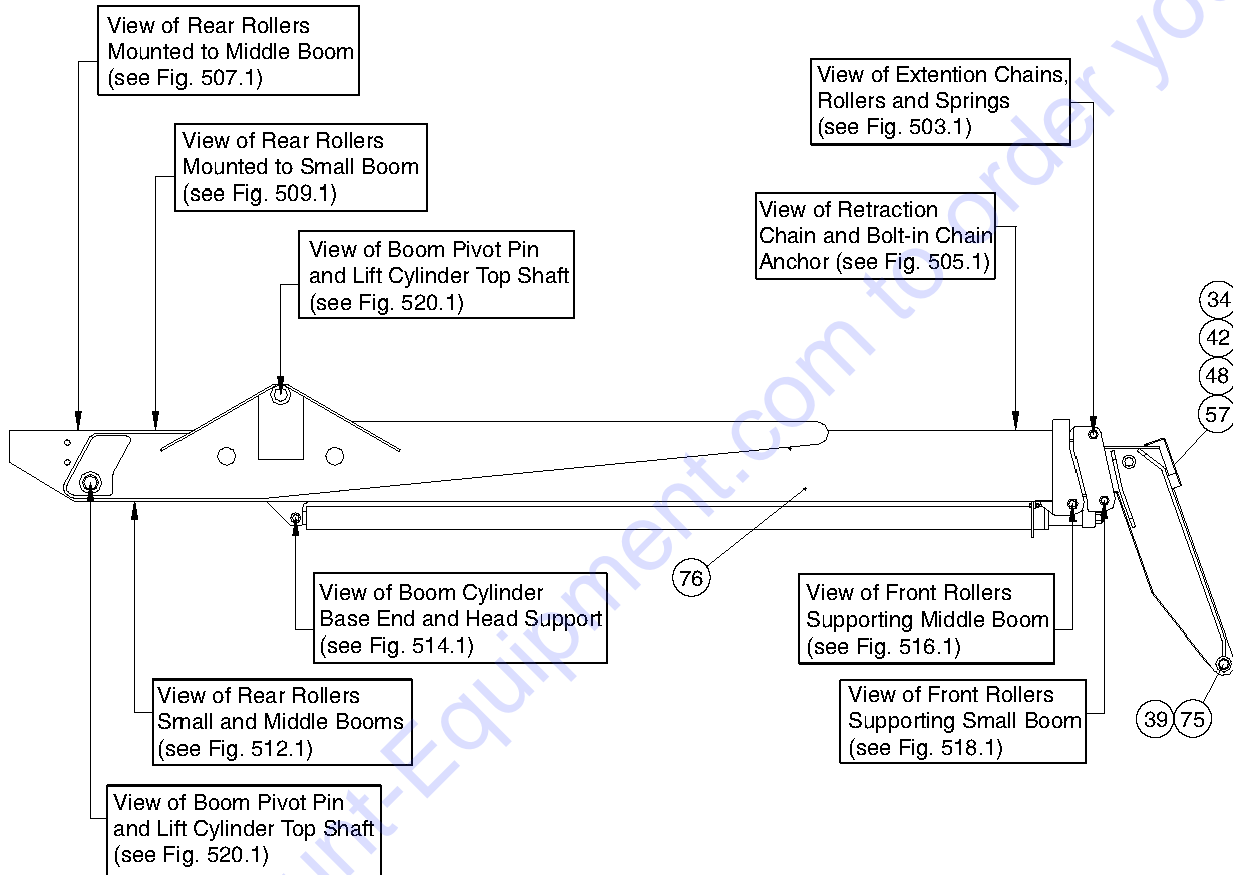 View of Rear Rollers
Mounted to Middle Boom
(see Fig. 507.1)
View of Extention Chains,
Rollers and Springs
(see Fig. 503.1)
View of Rear Rollers
Mounted to Small Boom
(see Fig. 509.1)
View of Retraction
Chain and Bolt-in Chain
Anchor (see Fig. 505.1)
View of Boom Pivot Pin
and Lift Cylinder Top Shaft
(see Fig. 520.1)
34
42
48
57
76
View of Boom Cylinder
Base End and Head Support
(see Fig. 514.1)
View of Front Rollers
Supporting Middle Boom
(see Fig. 516.1)
View of Rear Rollers
Small and Middle Booms
(see Fig. 512.1)
View of Front Rollers
Supporting Small Boom
(see Fig. 518.1)
39 75
View of Boom Pivot Pin
and Lift Cylinder Top Shaft
(see Fig. 520.1)
unt-Equipment.com to order you